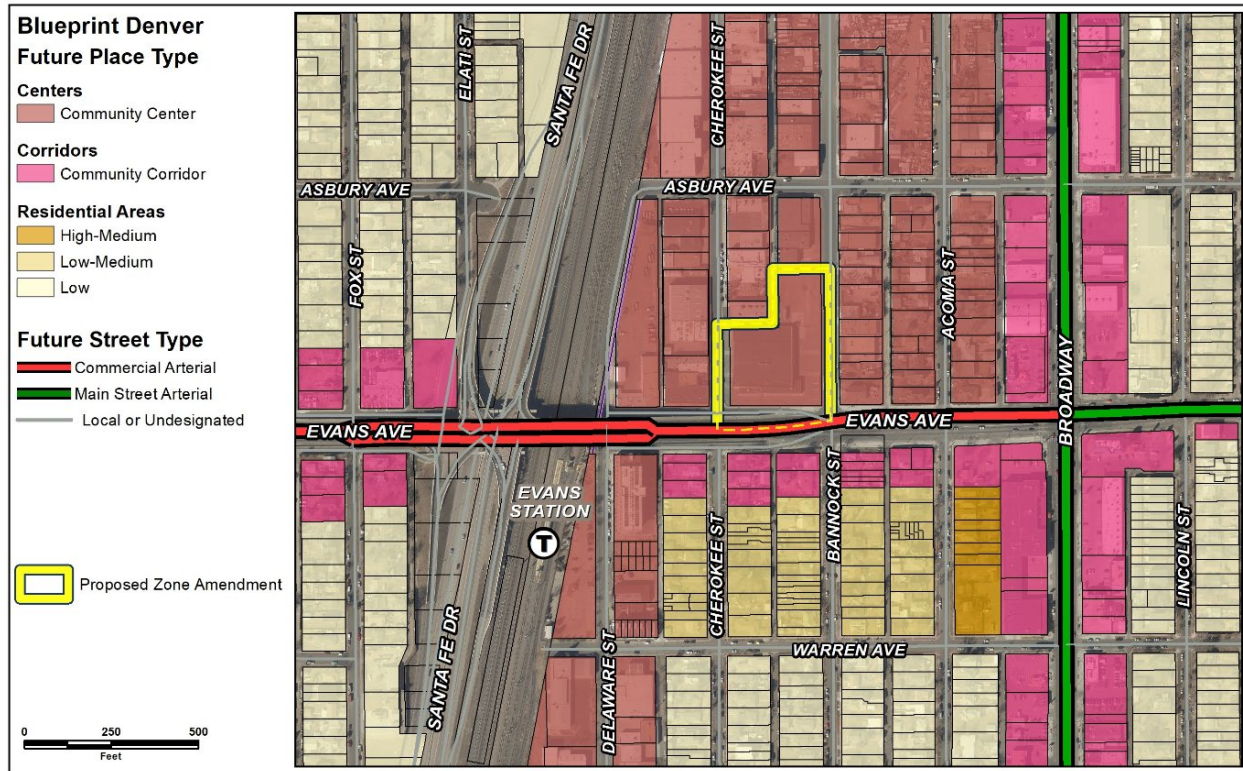 Blueprint Denver
Future Place Type
Centers
Community Center
Corridors
Community Corridor
Residential Areas
High-Medium
Low-Medium
Low
Future Street Type
Commercial Arterial
Main Street Arterial
Local or Undesignated
Proposed Zone Amendment
0 250 500
Feet
ELATI ST
SANTA FE DR
CHEROKEE ST
ASBURY AVE
ASBURY AVE
FOX ST
ACOMA ST
BROADWAY
EVANS AVE
EVANS AVE
EVANS
STATION
T
BANNOCK ST
CHEROKEE ST
LINCOLN ST
WARREN AVE
SANTA FE DR
DELAWARE ST